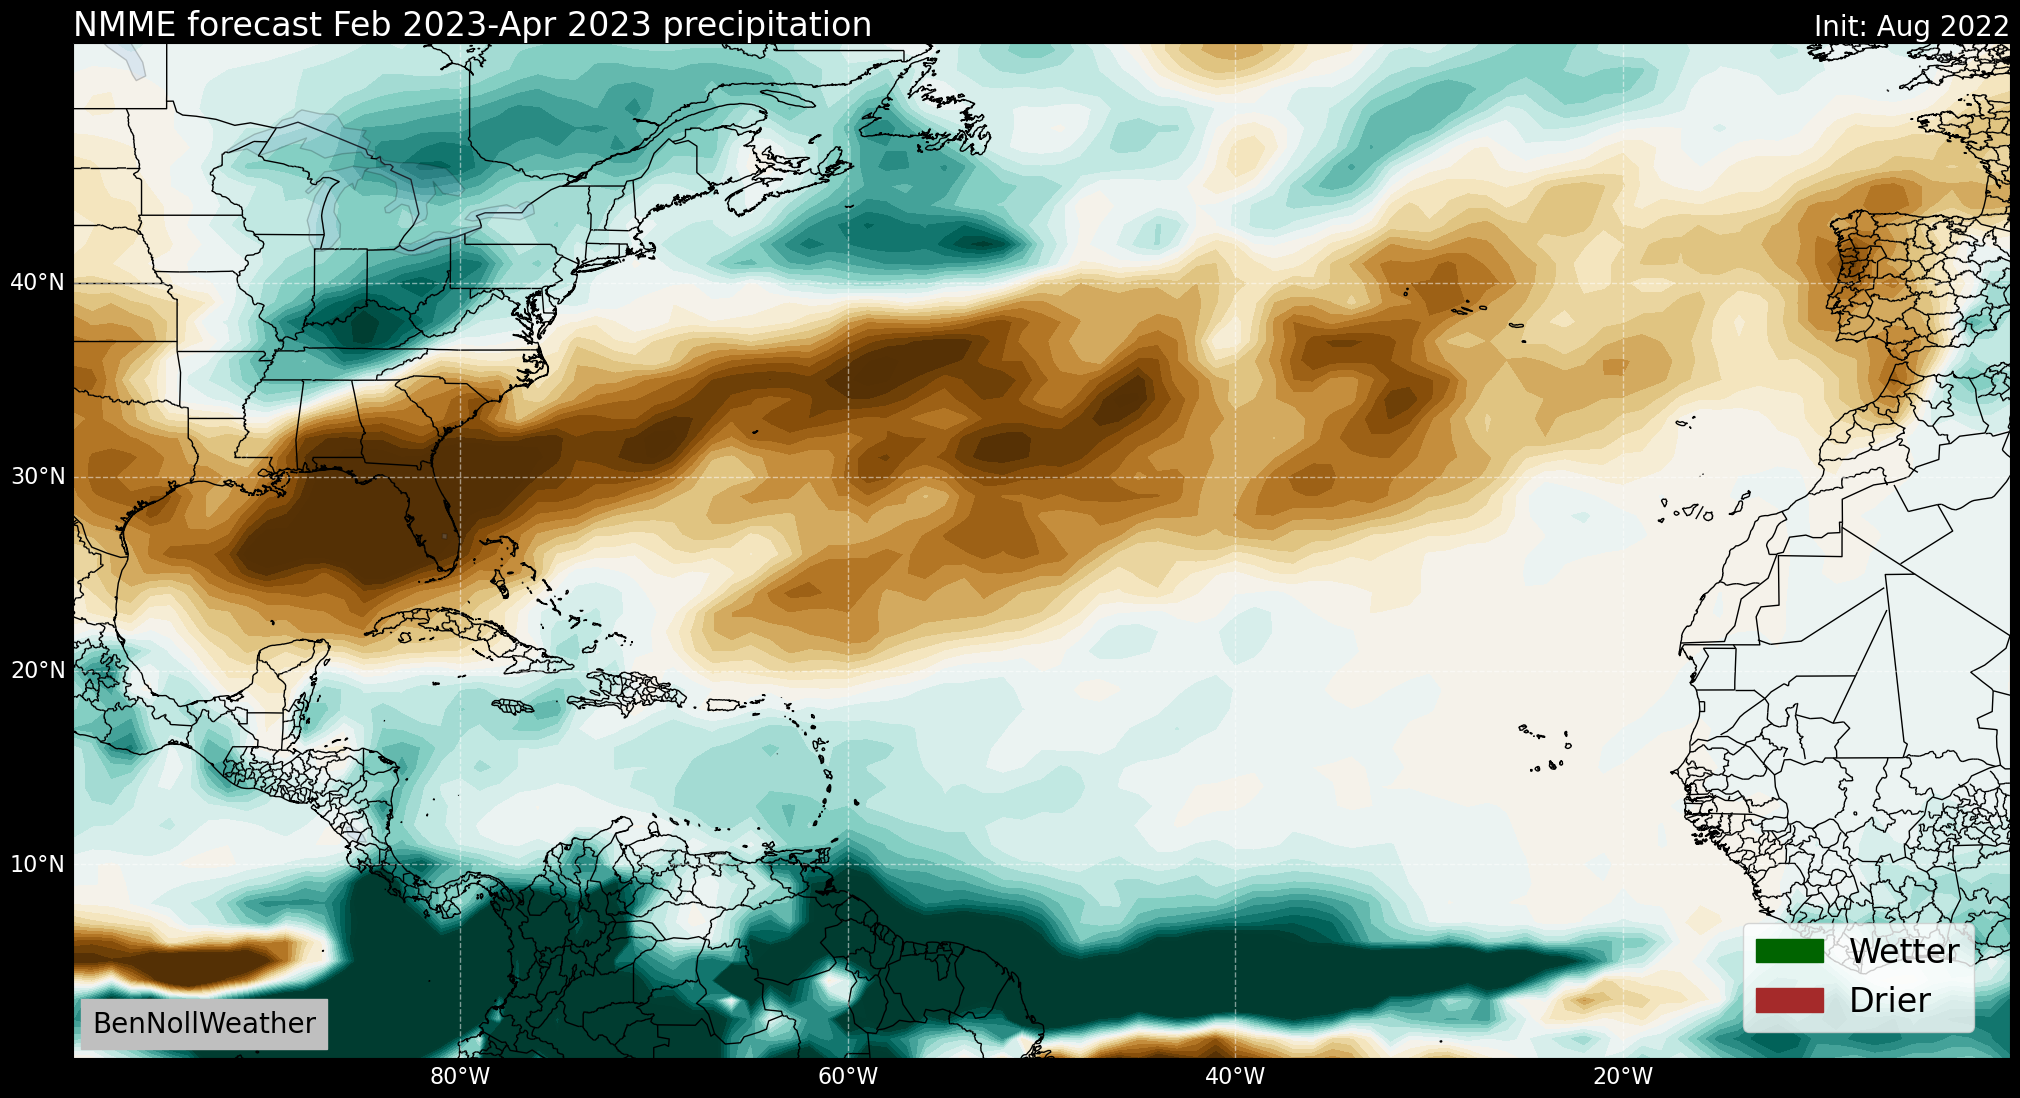 NMME forecast Feb 2023-Apr 2023 precipitation
Init: Aug 2022
40°N
30°N
20°N
10°N
Wetter
Drier
BenNollWeather
80°W
60°W
40°W
20°W